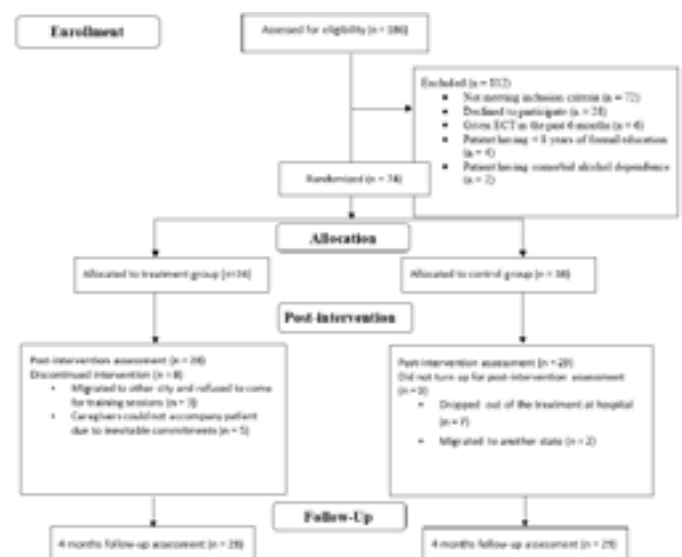 Enrollment
Assessed for eligibility (n = 186)
Excluded (n = 112)
• Not meeting inclusion criteria (n = 72)
• Declined to participate (n = 28)
• Given ECT in the past 6 months (n = 6)
• Patient having < 8 years of formal education
(n = 4)
• Patient having comorbid alcohol dependence
(n = 2)
Randomized (n = 74)
Allocation
Allocated to treatment group (n=36)
Allocated to control group (n = 38)
Post-intervention
Post-intervention assessment (n = 28)
Discontinued intervention (n = 8)
• Migrated to other city and refused to come
for training sessions (n = 3)
• Caregivers could not accompany patient
due to inevitable commitments (n = 5)
Post-intervention assessment (n = 29)
Did not turn up for post-intervention assessment
(n = 9)
• Dropped out of the treatment at hospital
(n = 7)
• Migrated to another state (n = 2)
Follow-Up
4 months follow-up assessment (n = 28)
4 months follow-up assessment (n = 29)